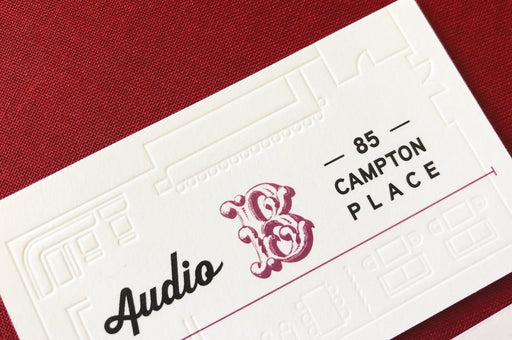 Audio B
— 85 —
CAMPTON
PLACE